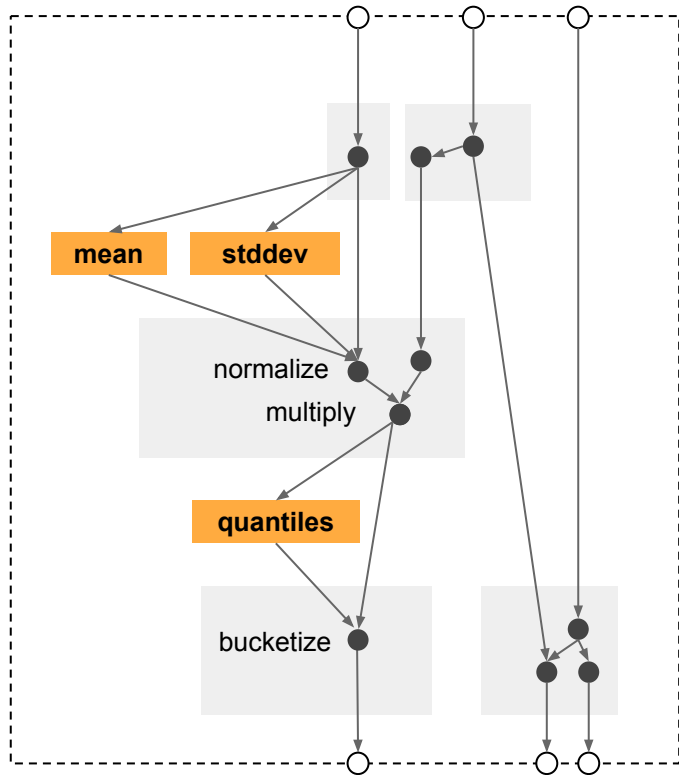 mean
stddev
normalize
multiply
quantiles
bucketize